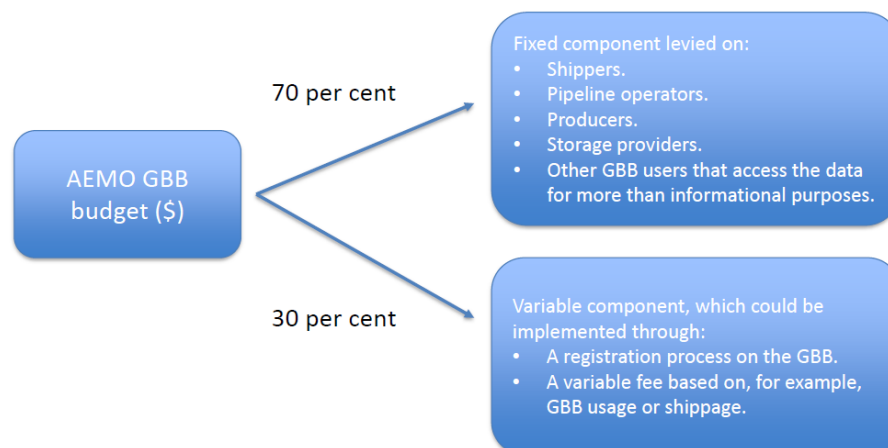 Fixed component levied on:
• Shippers.
• Pipeline operators.
• Producers.
• Storage providers.
• Other GBB users that access the data
for more than informational purposes.
70 per cent
AEMO GBB
budget ($)
30 per cent
Variable component, which could be
implemented through:
• A registration process on the GBB.
• A variable fee based on, for example,
GBB usage or shippage.